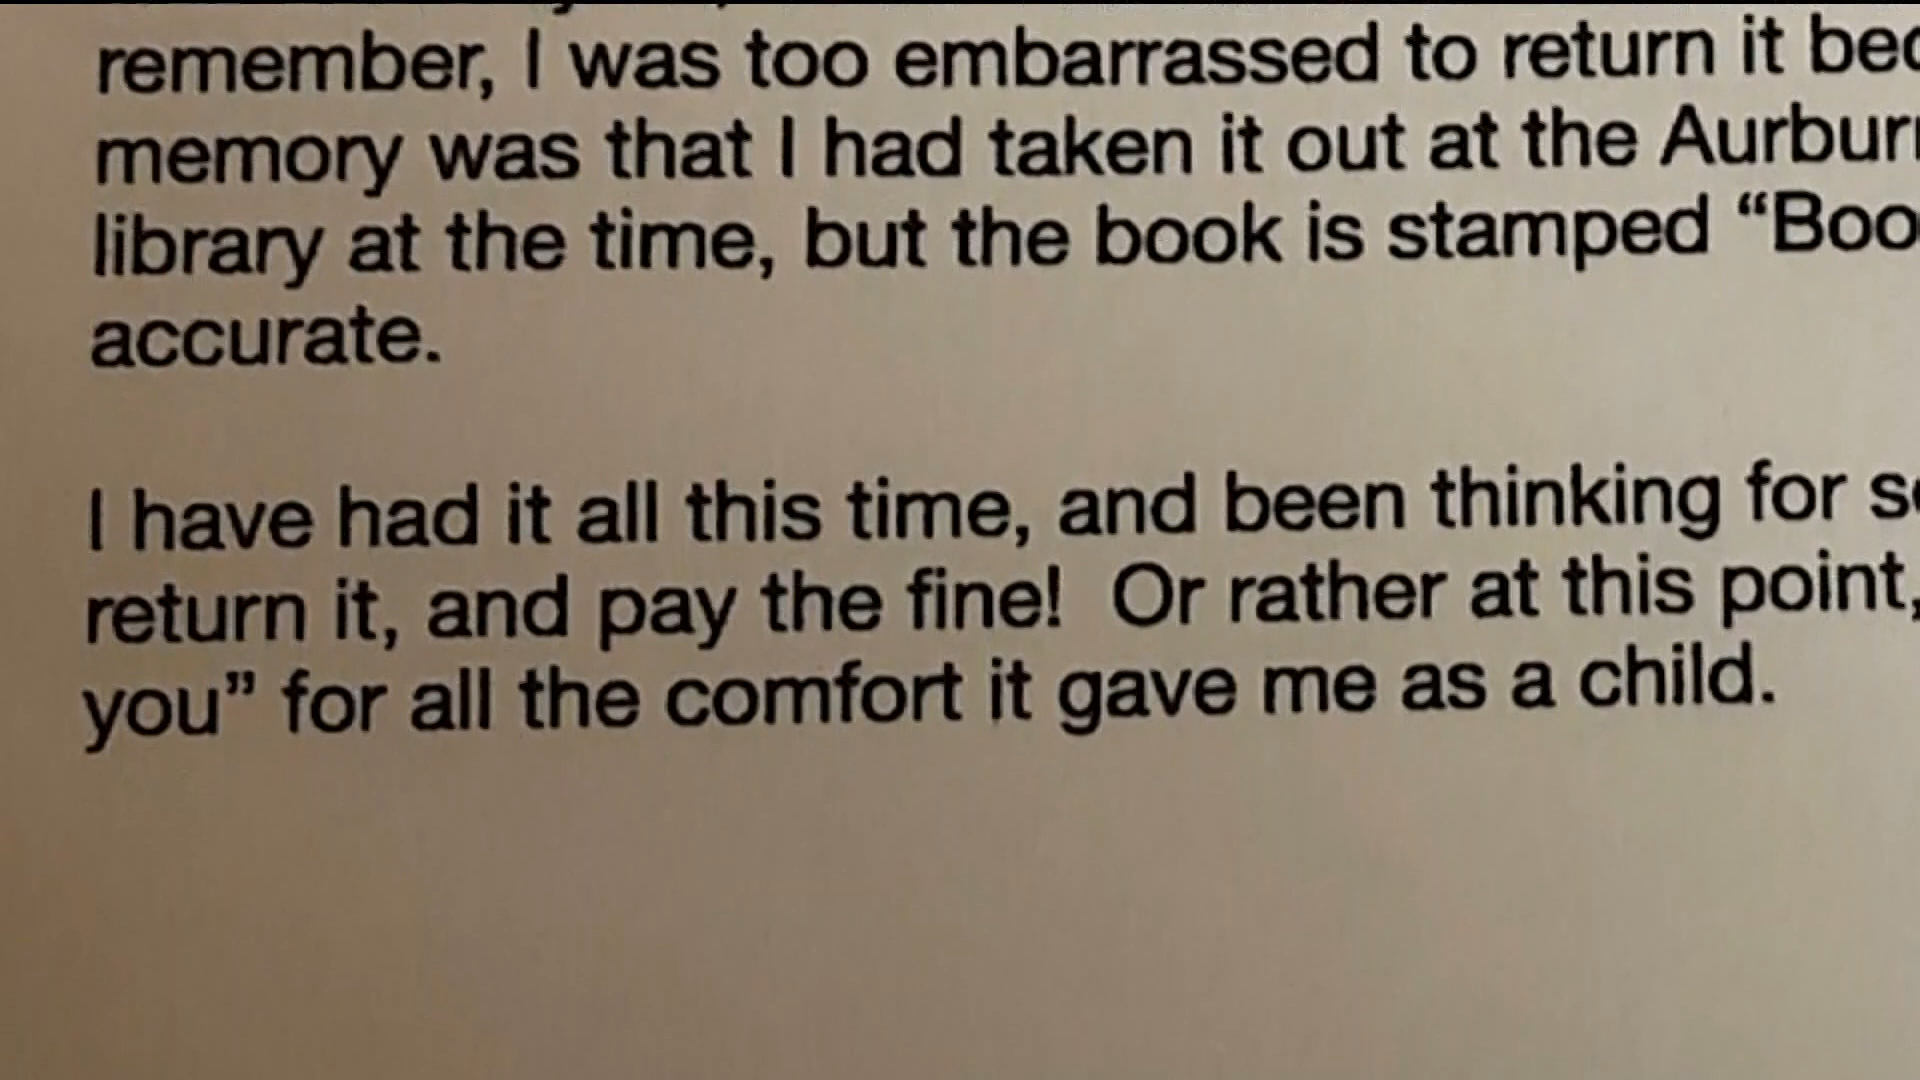 remember, I was too embarrassed to return it
memory was that I had taken it out at the
library at the time, but the book is stamped
accurate.
I have had it all this time, and been thinking for
return it, and pay the fine!  Or rather at this point,
you” for all the comfort it gave me as a child.